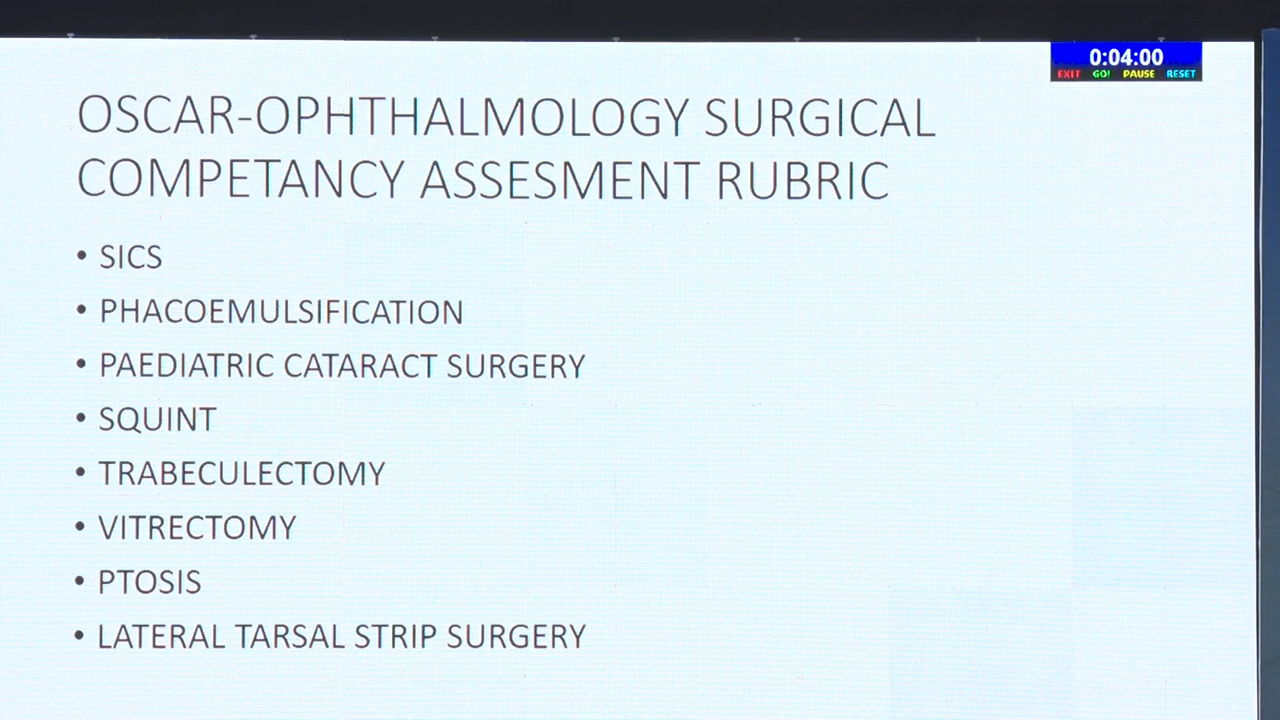 0:04:00
EXIT GO! PAUSE RESET
OSCAR-OPHTHALMOLOGY SURGICAL
COMPETANCY ASSESMENT RUBRIC
• SICS
• PHACOEMULSIFICATION
• PAEDIATRIC CATARACT SURGERY
• SQUINT
• TRABECULECTOMY
• VITRECTOMY
• PTOSIS
• LATERAL TARSAL STRIP SURGERY